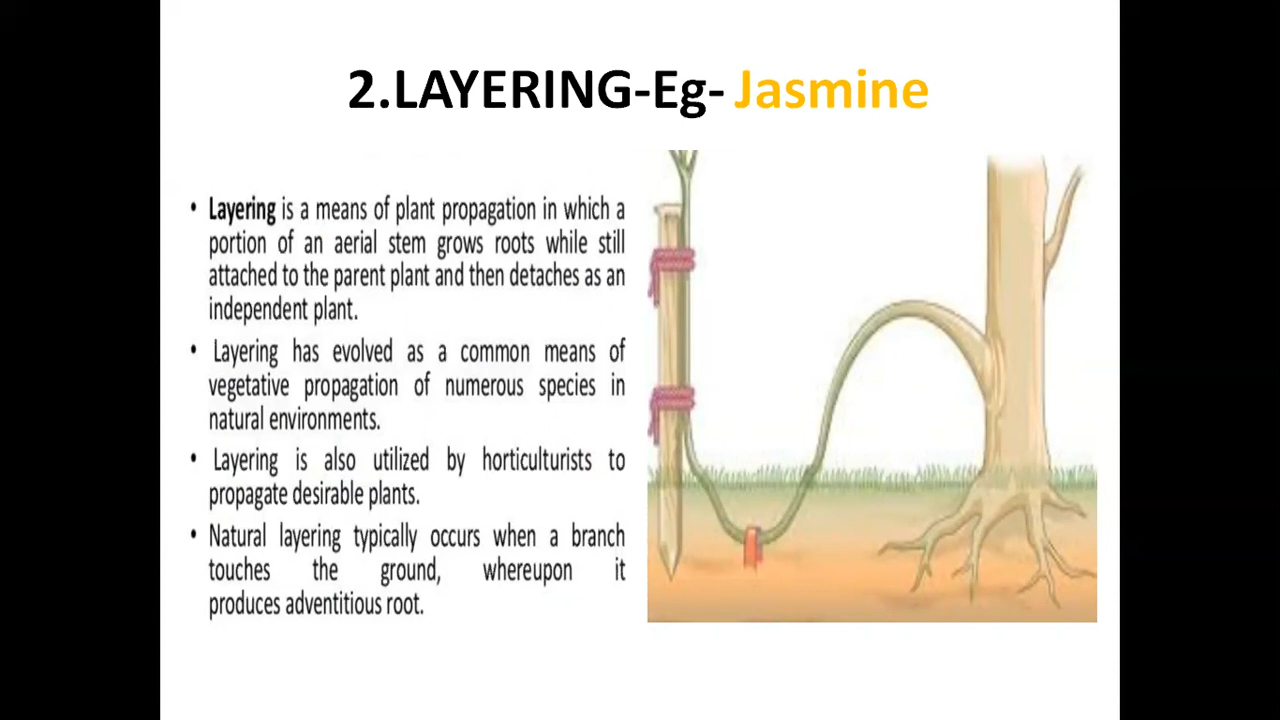 2.LAYERING-Eg- Jasmine
• Layering is a means of plant propagation in which a
portion of an aerial stem grows roots while still
attached to the parent plant and then detaches as an
independent plant.
• Layering has evolved as a common means of
vegetative propagation of numerous species in
natural environments.
• Layering is also utilized by horticulturists to
propagate desirable plants.
• Natural layering typically occurs when a branch
touches the ground, whereupon it
produces adventitious root.